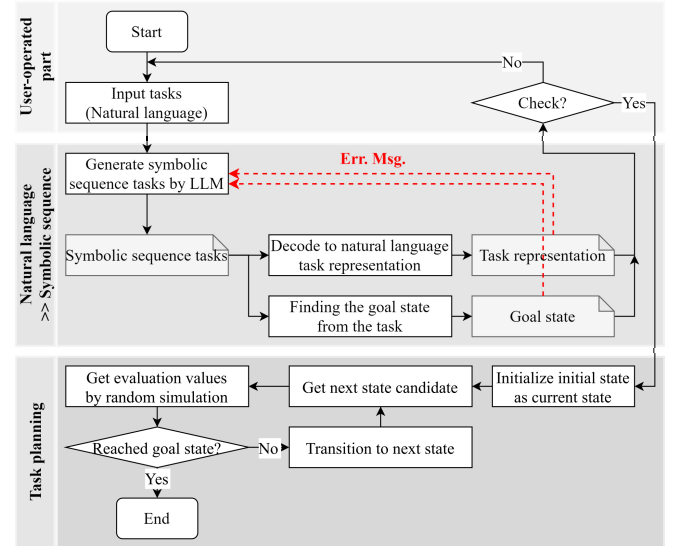 User-operated
part
Start
No
Input tasks
(Natural language)
Check?
Yes
Natural language
>> Symbolic sequence
Generate symbolic
sequence tasks by LLM
Err. Msg.
Symbolic sequence tasks
Decode to natural language
task representation
Task representation
Finding the goal state
from the task
Goal state
Task planning
Get evaluation values
by random simulation
Get next state candidate
Initialize initial state
as current state
Reached goal state?
No
Transition to next state
Yes
End